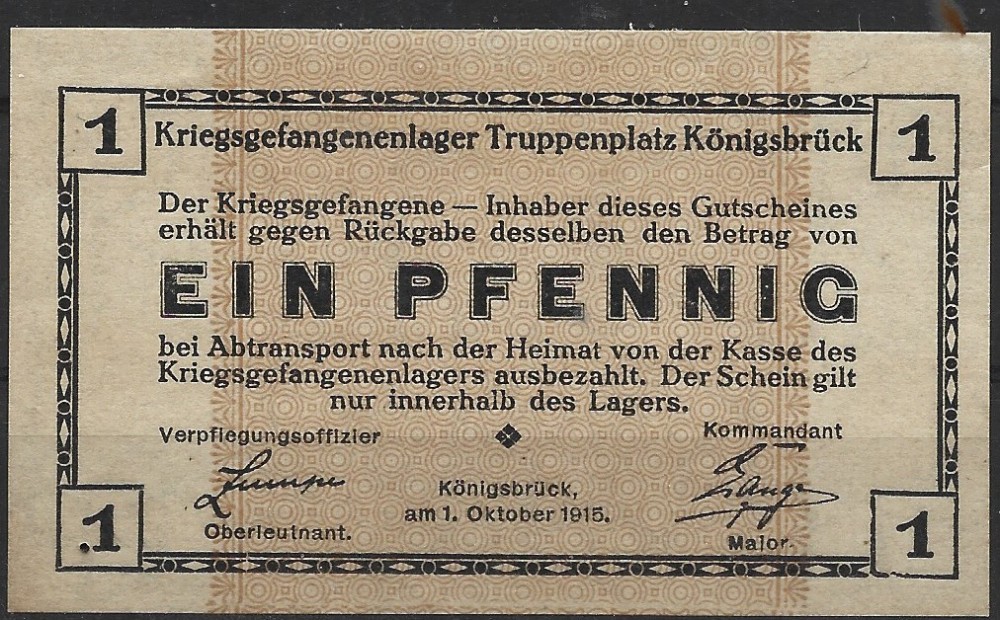 1 Kriegsgefangenenlager Truppenplatz Königsbrück 1
Der Kriegsgefangene — Inhaber dieses Gutscheines
erhält gegen Rückgabe desselben den Betrag von
EIN PFENNIG
bei Abtransport nach der Heimat von der Kasse des
Kriegsgefangenenlagers ausbezahlt. Der Schein gilt
nur innerhalb des Lagers.
Verpflegungsoffizier
Kommandant
Königsbrück,
am 1. Oktober 1915.
Oberleutnant.
Major.
1 1